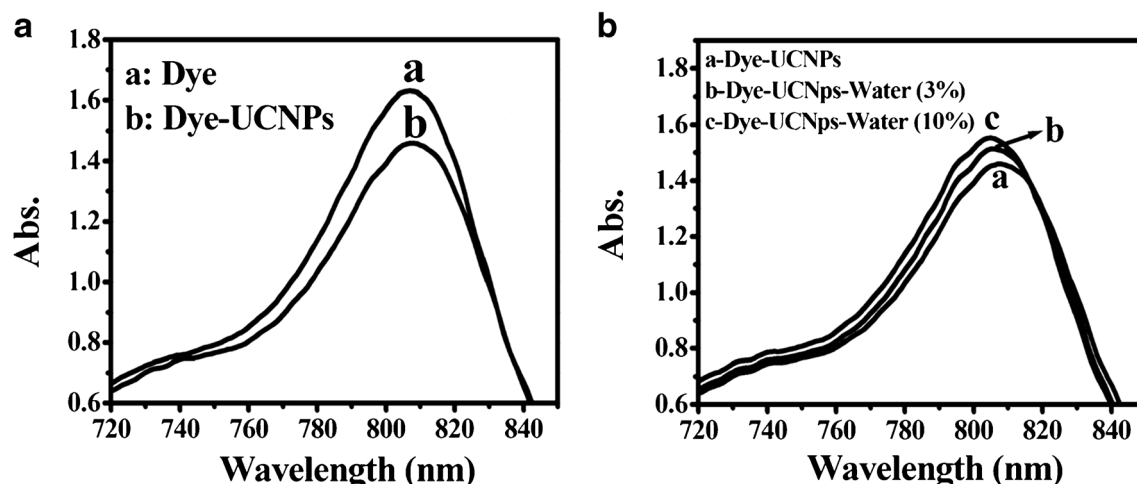 a
a: Dye
b: Dye-UCNPs
a
b
1.8
1.6
1.4
1.2
1.0
0.8
0.6
Abs.
720 740 760 780 800 820 840
Wavelength (nm)
b
a-Dye-UCNPs
b-Dye-UCNps-Water (3%)
c-Dye-UCNps-Water (10%)
c
b
a
1.8
1.6
1.4
1.2
1.0
0.8
0.6
Abs.
720 740 760 780 800 820 840
Wavelength (nm)